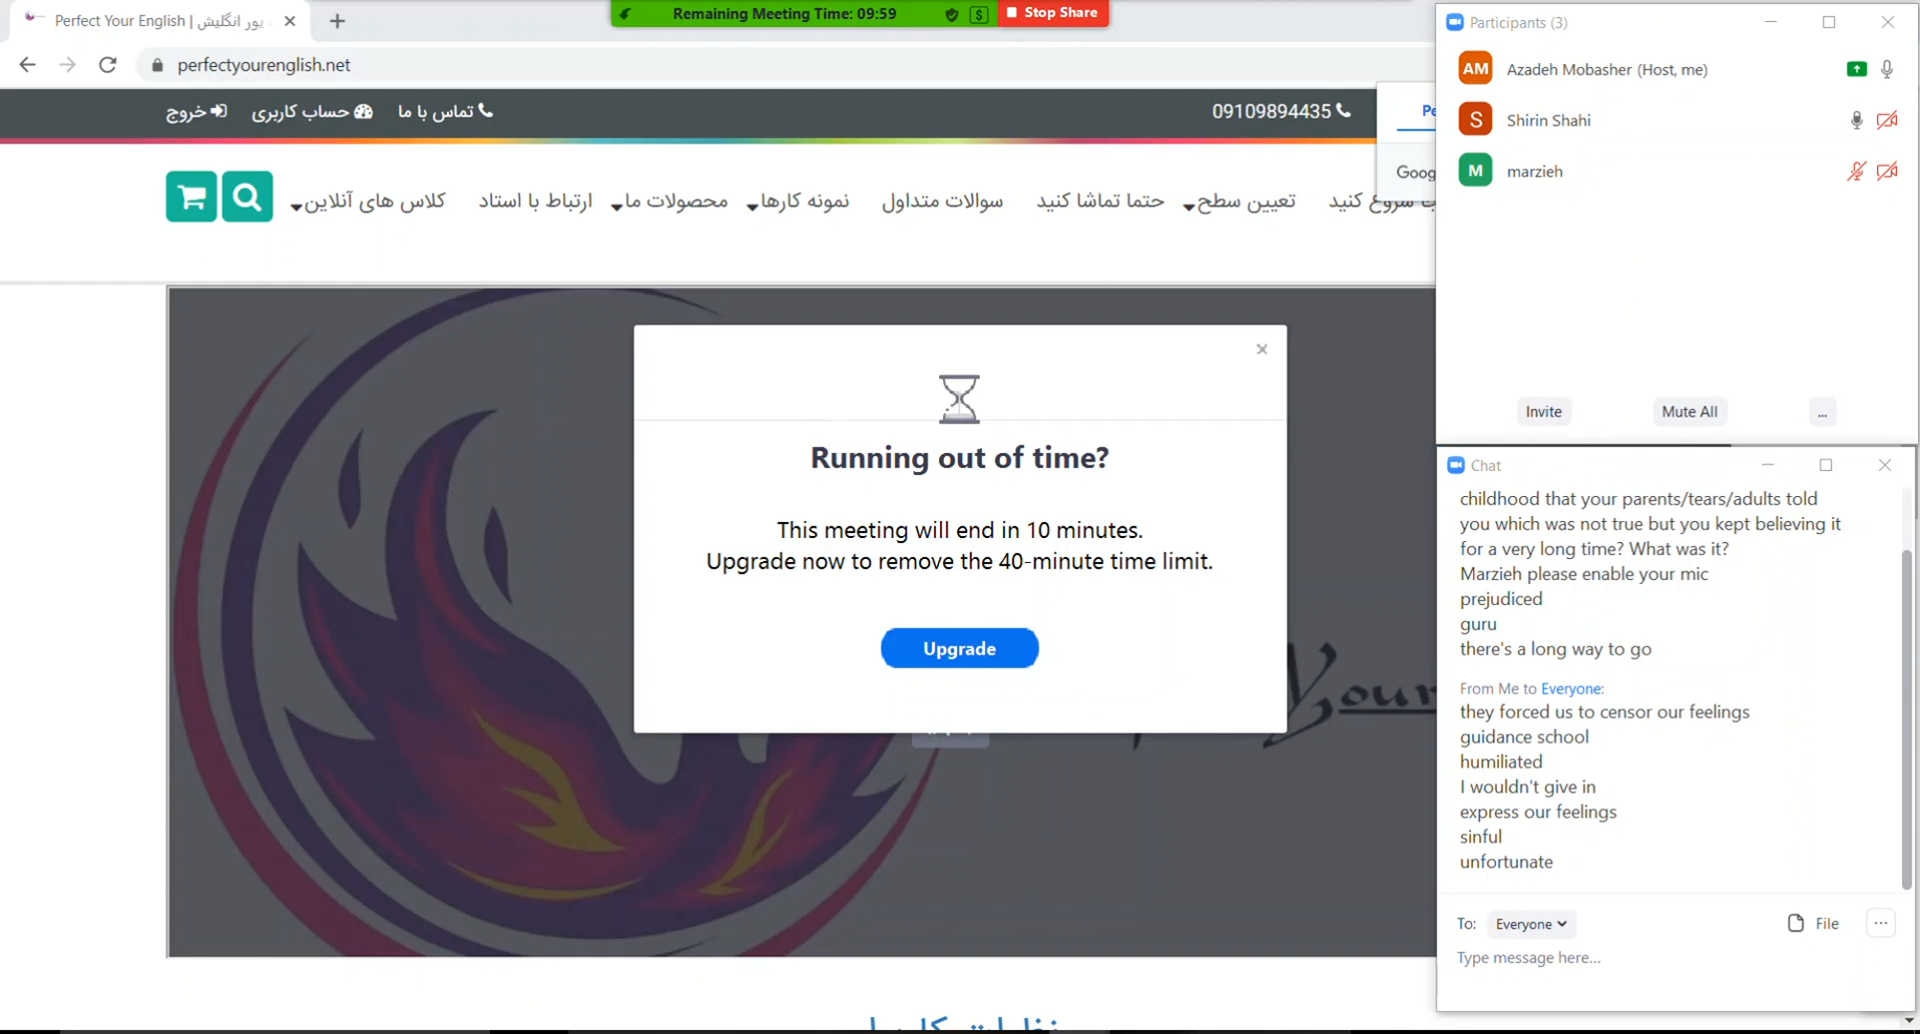 Perfect Your English | یور انگلیش
Remaining Meeting Time: 09:59
Stop Share
perfectyourenglish.net
خروج
حساب کاربری
تماس با ما
09109894435
Goog
کلاس های آنلاین
ارتباط با استاد
محصولات ما
نمونه کارها
سوالات متداول
حتما تماشا کنید
تعیین سطح
شروع کنید
Running out of time?
This meeting will end in 10 minutes.
Upgrade now to remove the 40-minute time limit.
Upgrade
Your
Participants (3)
AM Azadeh Mobasher (Host, me)
S Shirin Shahi
M marzieh
Invite
Mute All
...
Chat
childhood that your parents/tears/adults told
you which was not true but you kept believing it
for a very long time? What was it?
Marzieh please enable your mic
prejudiced
guru
there's a long way to go
From Me to Everyone:
they forced us to censor our feelings
guidance school
humiliated
I wouldn't give in
express our feelings
sinful
unfortunate
To: Everyone
File
...
Type message here...